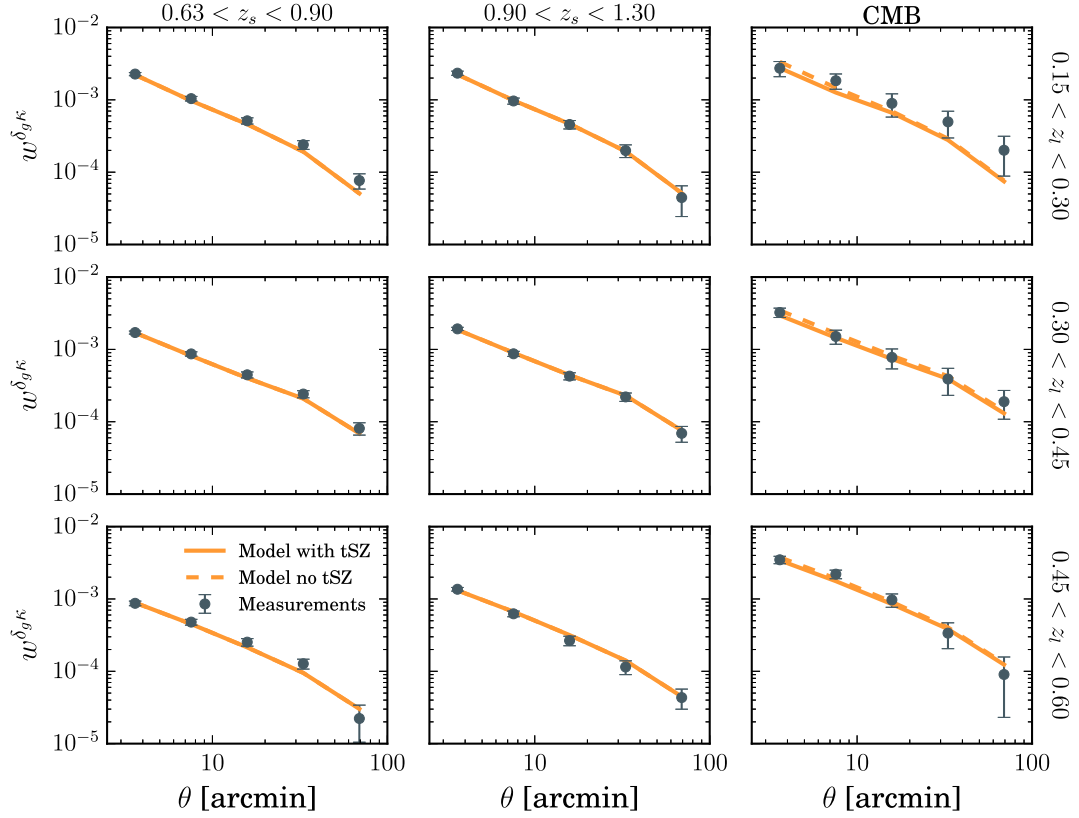 0.63 < z_s < 0.90
0.90 < z_s < 1.30
CMB
10^{-2}
10^{-3}
10^{-4}
10^{-5}
w^{δ_g κ}
0.15 < z_l < 0.30
10^{-2}
10^{-3}
10^{-4}
10^{-5}
w^{δ_g κ}
0.30 < z_l < 0.45
10^{-2}
10^{-3}
10^{-4}
10^{-5}
w^{δ_g κ}
Model with tSZ
Model no tSZ
Measurements
0.45 < z_l < 0.60
10 100
10 100
10 100
θ [arcmin]
θ [arcmin]
θ [arcmin]